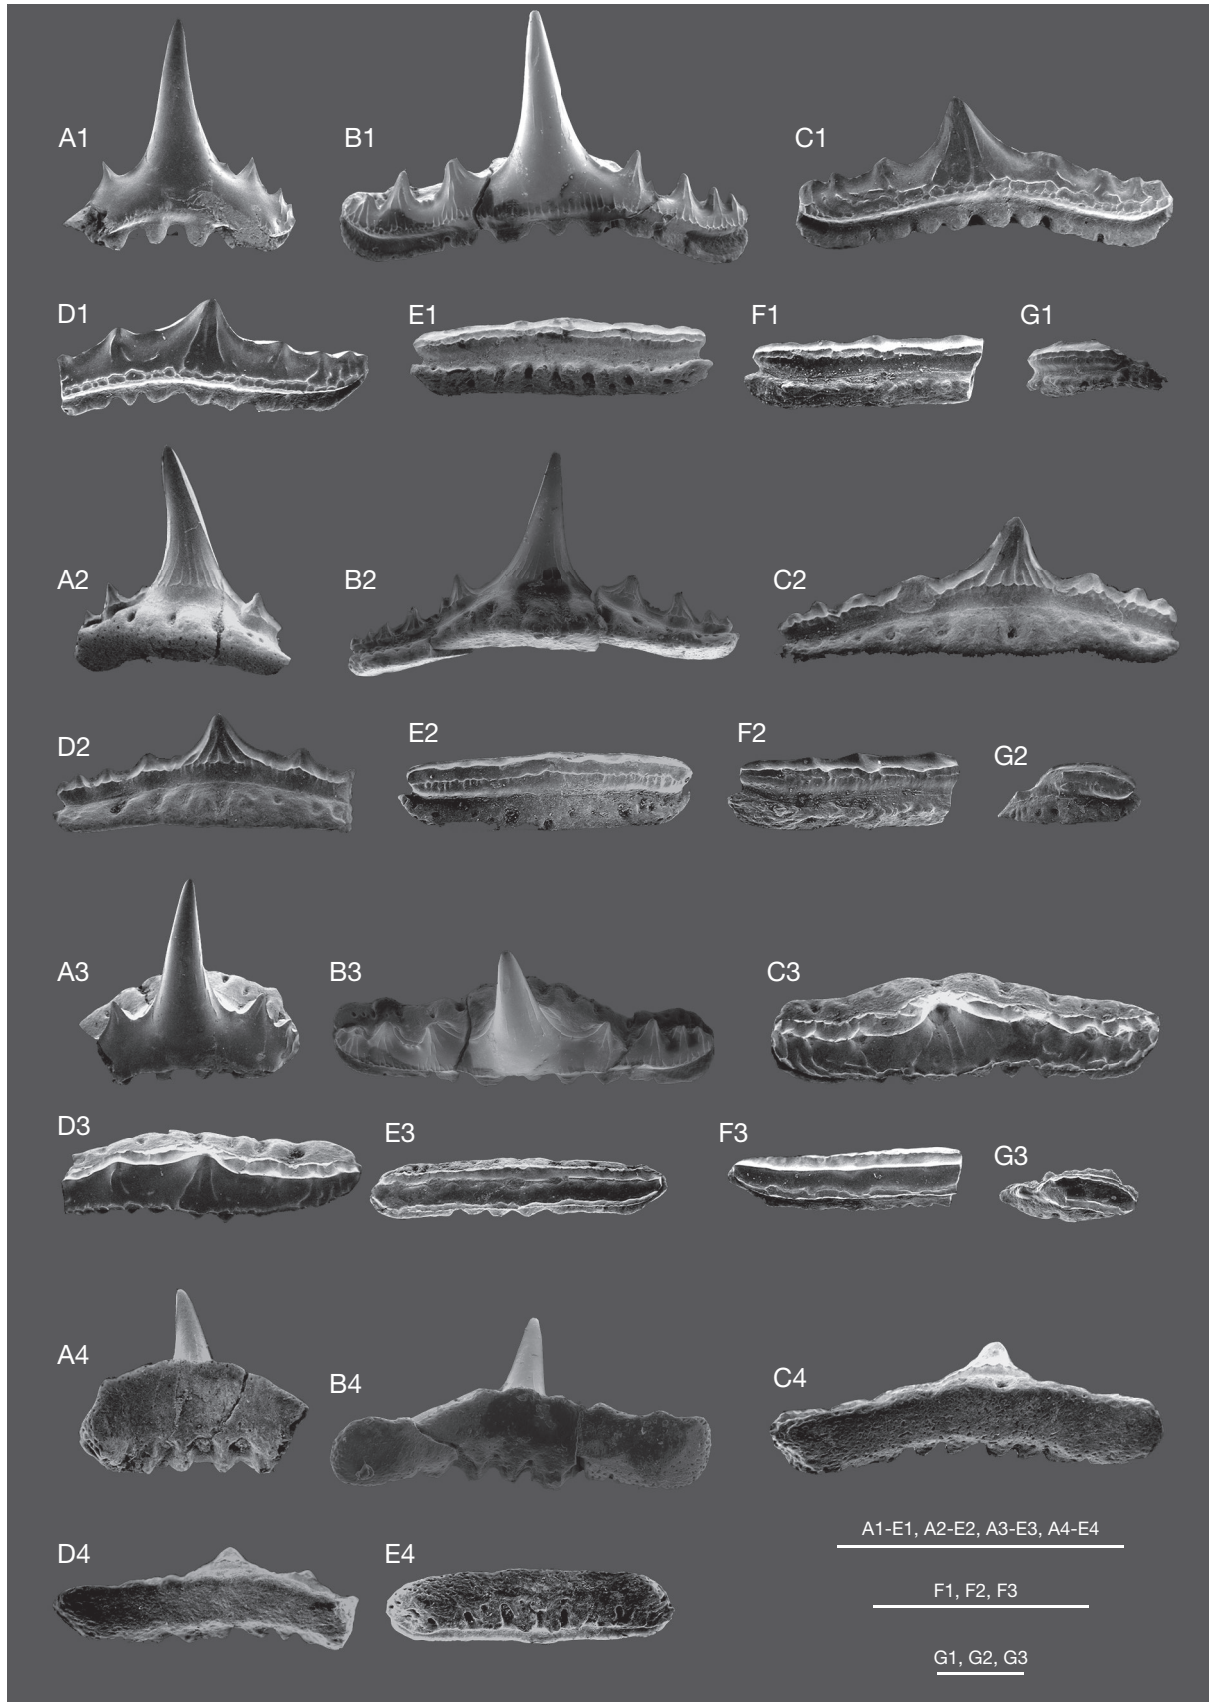 A1 B1 C1
D1 E1 F1 G1
A2 B2 C2
D2 E2 F2 G2
A3 B3 C3
D3 E3 F3 G3
A4 B4 C4
A1-E1, A2-E2, A3-E3, A4-E4
D4 E4
F1, F2, F3
G1, G2, G3